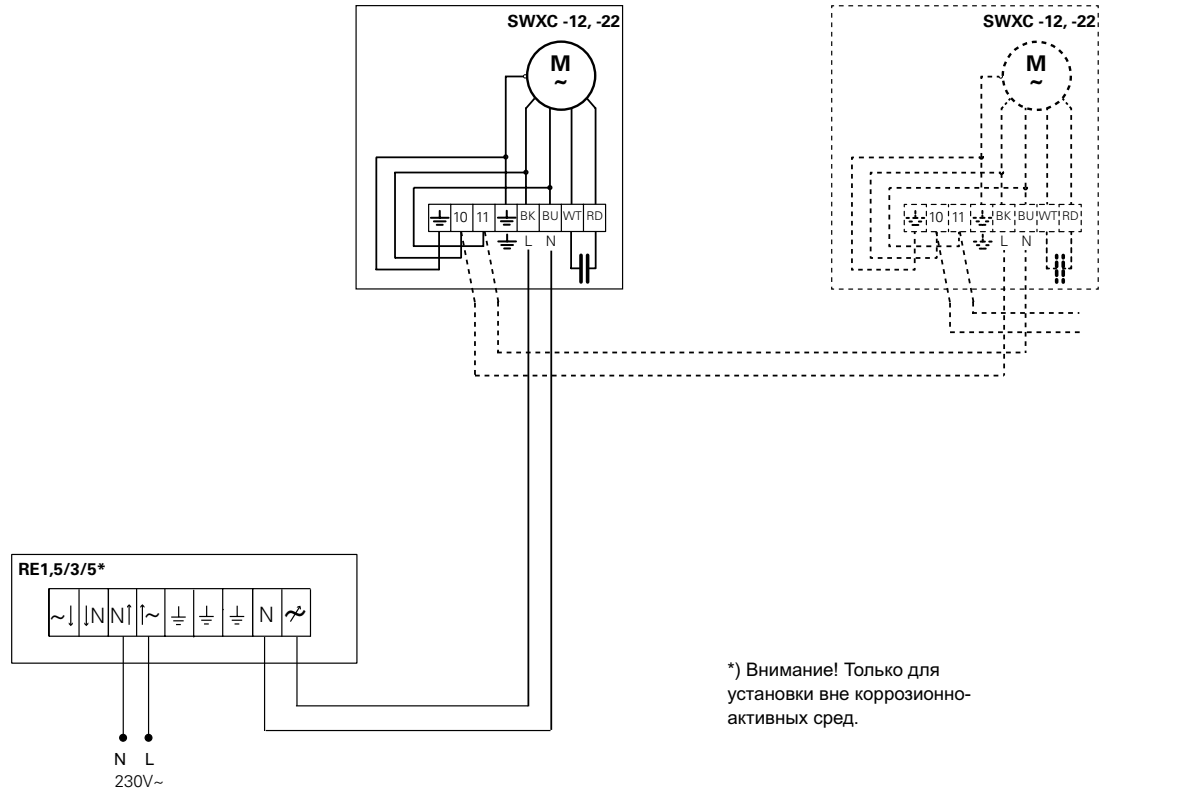 SWXC -12, -22
M
~
10 11 BK BU WT RD
L N
SWXC -12, -22
M
~
10 11 BK BU WT RD
L N
RE1,5/3/5*
~↓ ↓N N↑ ↑~ N
N L
230V~
*) Внимание! Только для
установки вне коррозионно-
активных сред.